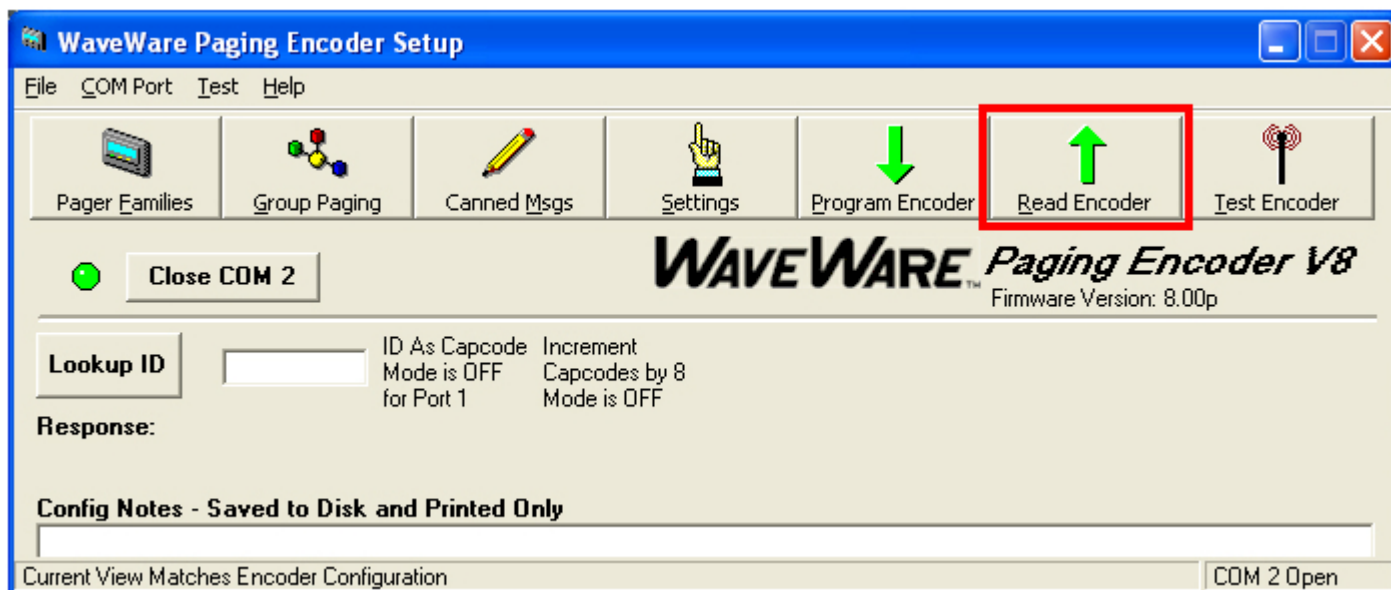 WaveWare Paging Encoder Setup
File COM Port Test Help
Pager Families Group Paging Canned Msgs Settings Program Encoder Read Encoder Test Encoder
Close COM 2
WAVEWARE™ Paging Encoder V8
Firmware Version: 8.00p
Lookup ID
ID As Capcode
Mode is OFF
for Port 1
Increment
Capcodes by 8
Mode is OFF
Response:
Config Notes - Saved to Disk and Printed Only
Current View Matches Encoder Configuration
COM 2 Open